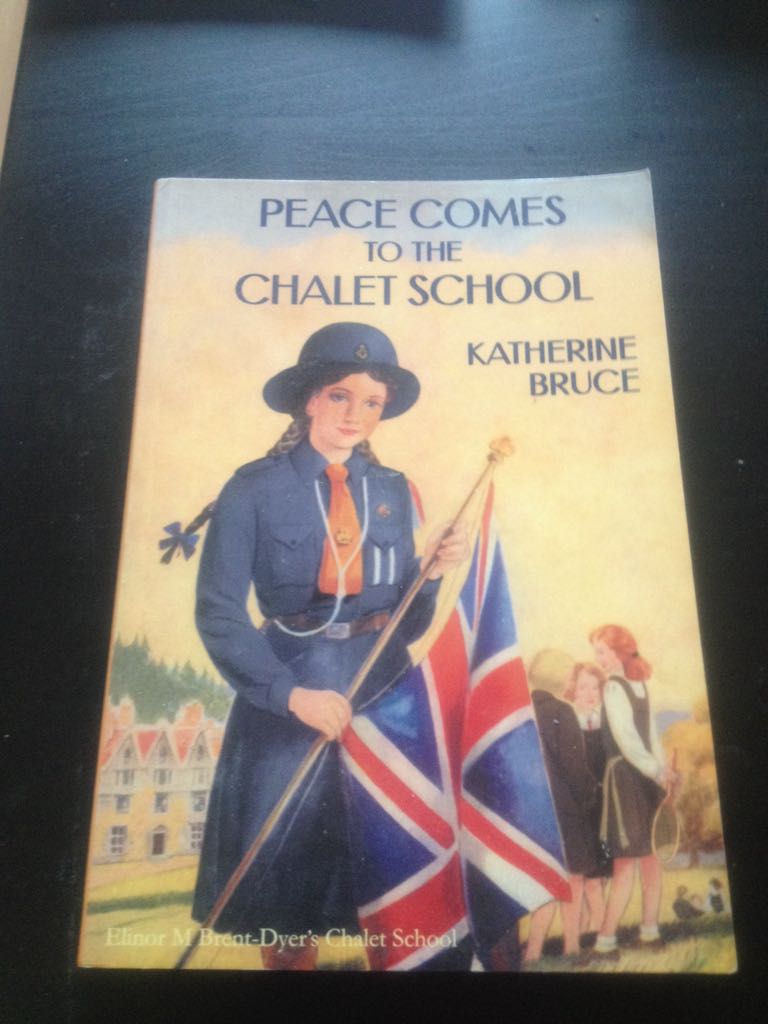 PEACE COMES
TO THE
CHALET SCHOOL
KATHERINE
BRUCE
Elinor M Brent-Dyer's Chalet School